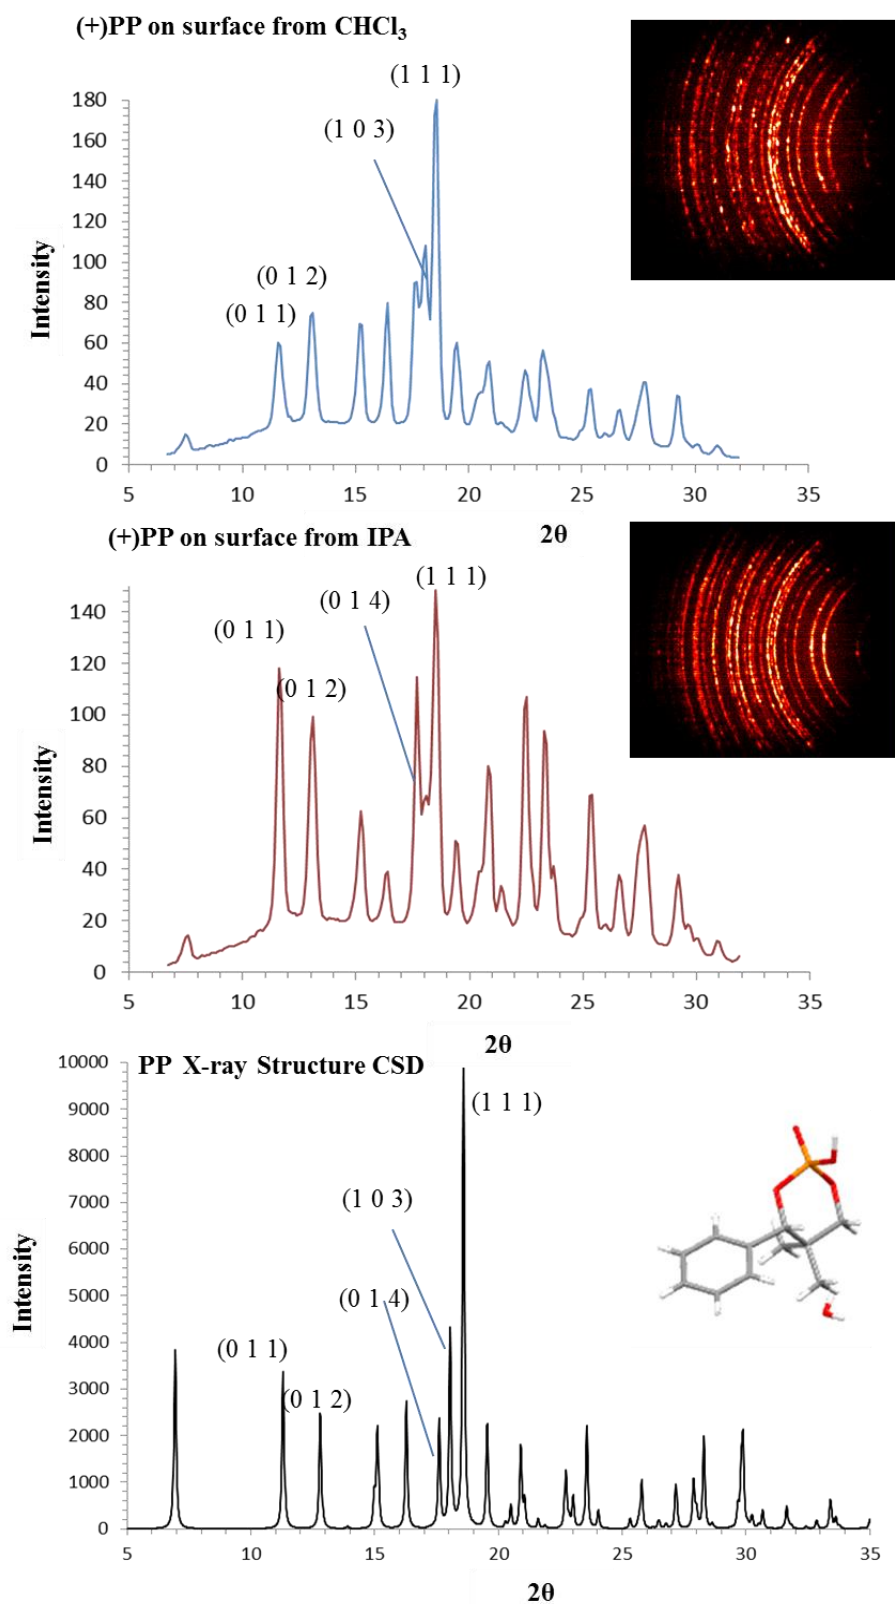 (+)PP on surface from CHCl₃
(1 1 1)
(1 0 3)
(0 1 2)
(0 1 1)
Intensity
180
160
140
120
100
80
60
40
20
0
5 10 15 20 25 30 35
2θ
(+)PP on surface from IPA
(1 1 1)
(0 1 4)
(0 1 1)
(0 1 2)
Intensity
140
120
100
80
60
40
20
0
5 10 15 20 25 30 35
2θ
PP X-ray Structure CSD
(1 1 1)
(1 0 3)
(0 1 4)
(0 1 1)
(0 1 2)
Intensity
10000
9000
8000
7000
6000
5000
4000
3000
2000
1000
0
5 10 15 20 25 30 35
2θ